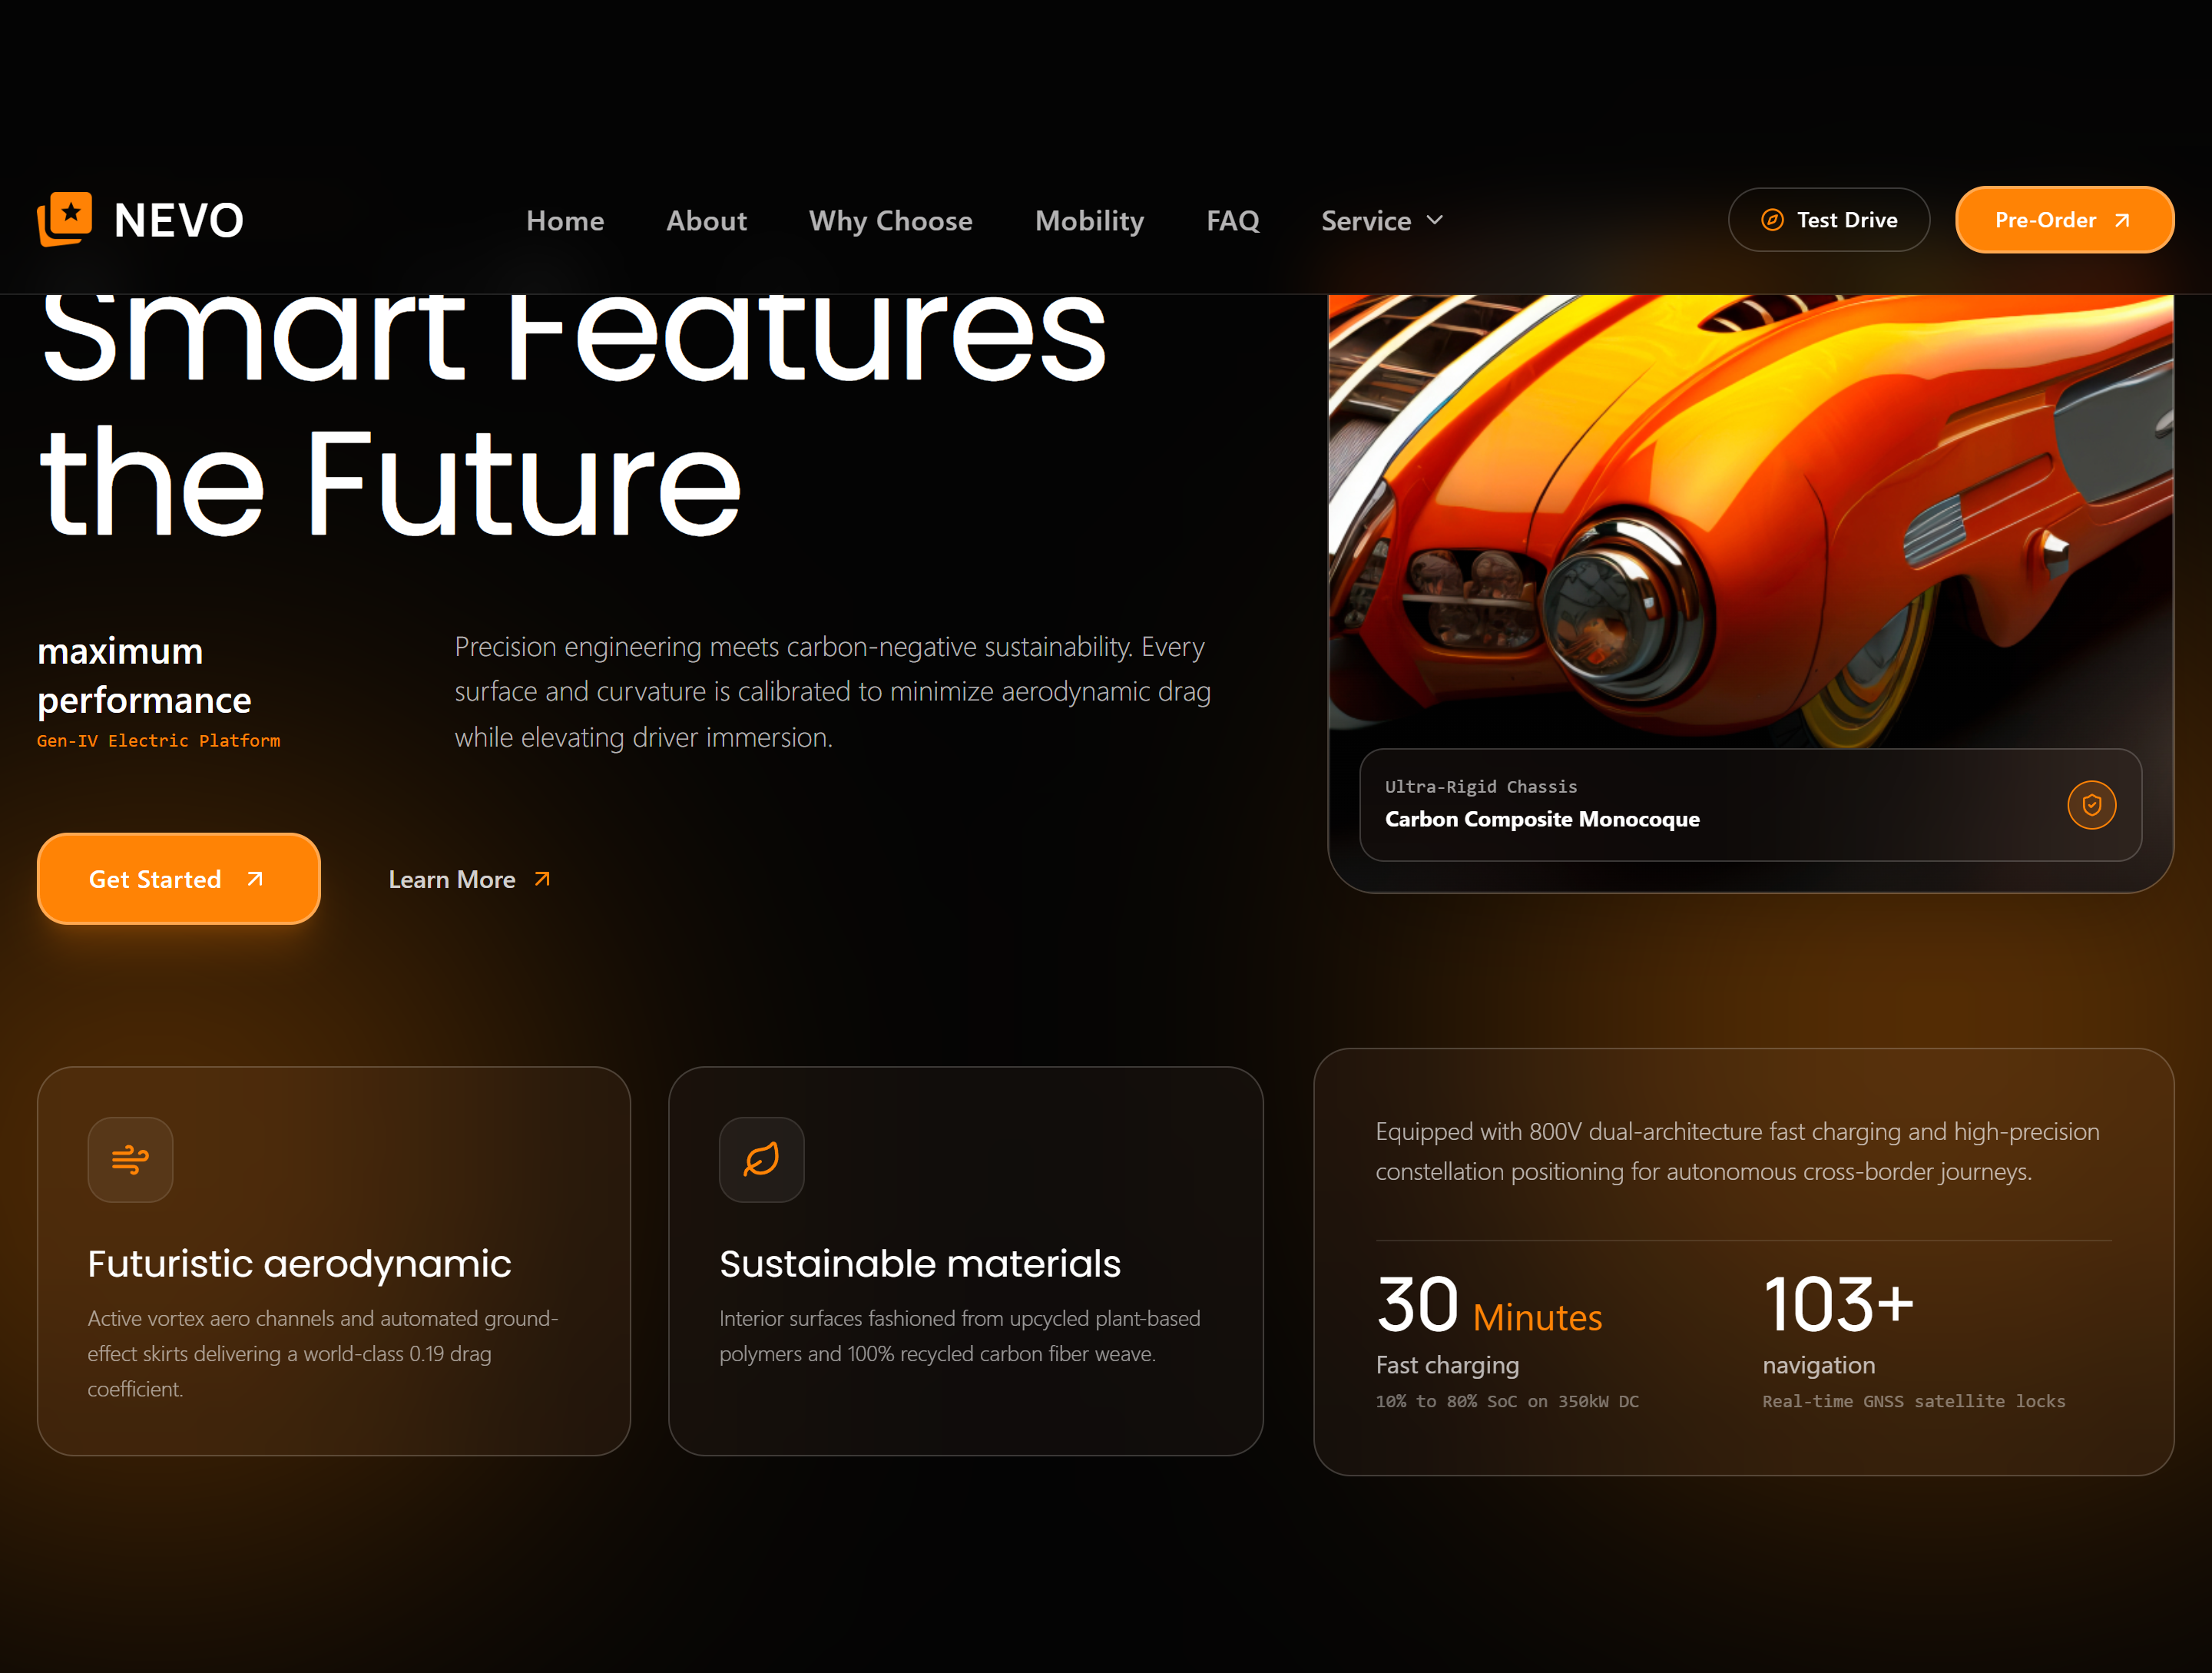 NEVO
Home
About
Why Choose
Mobility
FAQ
Service
Test Drive
Pre-Order
Smart Features
the Future
maximum
performance
Gen-IV Electric Platform
Precision engineering meets carbon-negative sustainability. Every
surface and curvature is calibrated to minimize aerodynamic drag
while elevating driver immersion.
Get Started
Learn More
Ultra-Rigid Chassis
Carbon Composite Monocoque
Futuristic aerodynamic
Active vortex aero channels and automated ground-
effect skirts delivering a world-class 0.19 drag
coefficient.
Sustainable materials
Interior surfaces fashioned from upcycled plant-based
polymers and 100% recycled carbon fiber weave.
Equipped with 800V dual-architecture fast charging and high-precision
constellation positioning for autonomous cross-border journeys.
30 Minutes
Fast charging
10% to 80% SoC on 350kW DC
103+
navigation
Real-time GNSS satellite locks